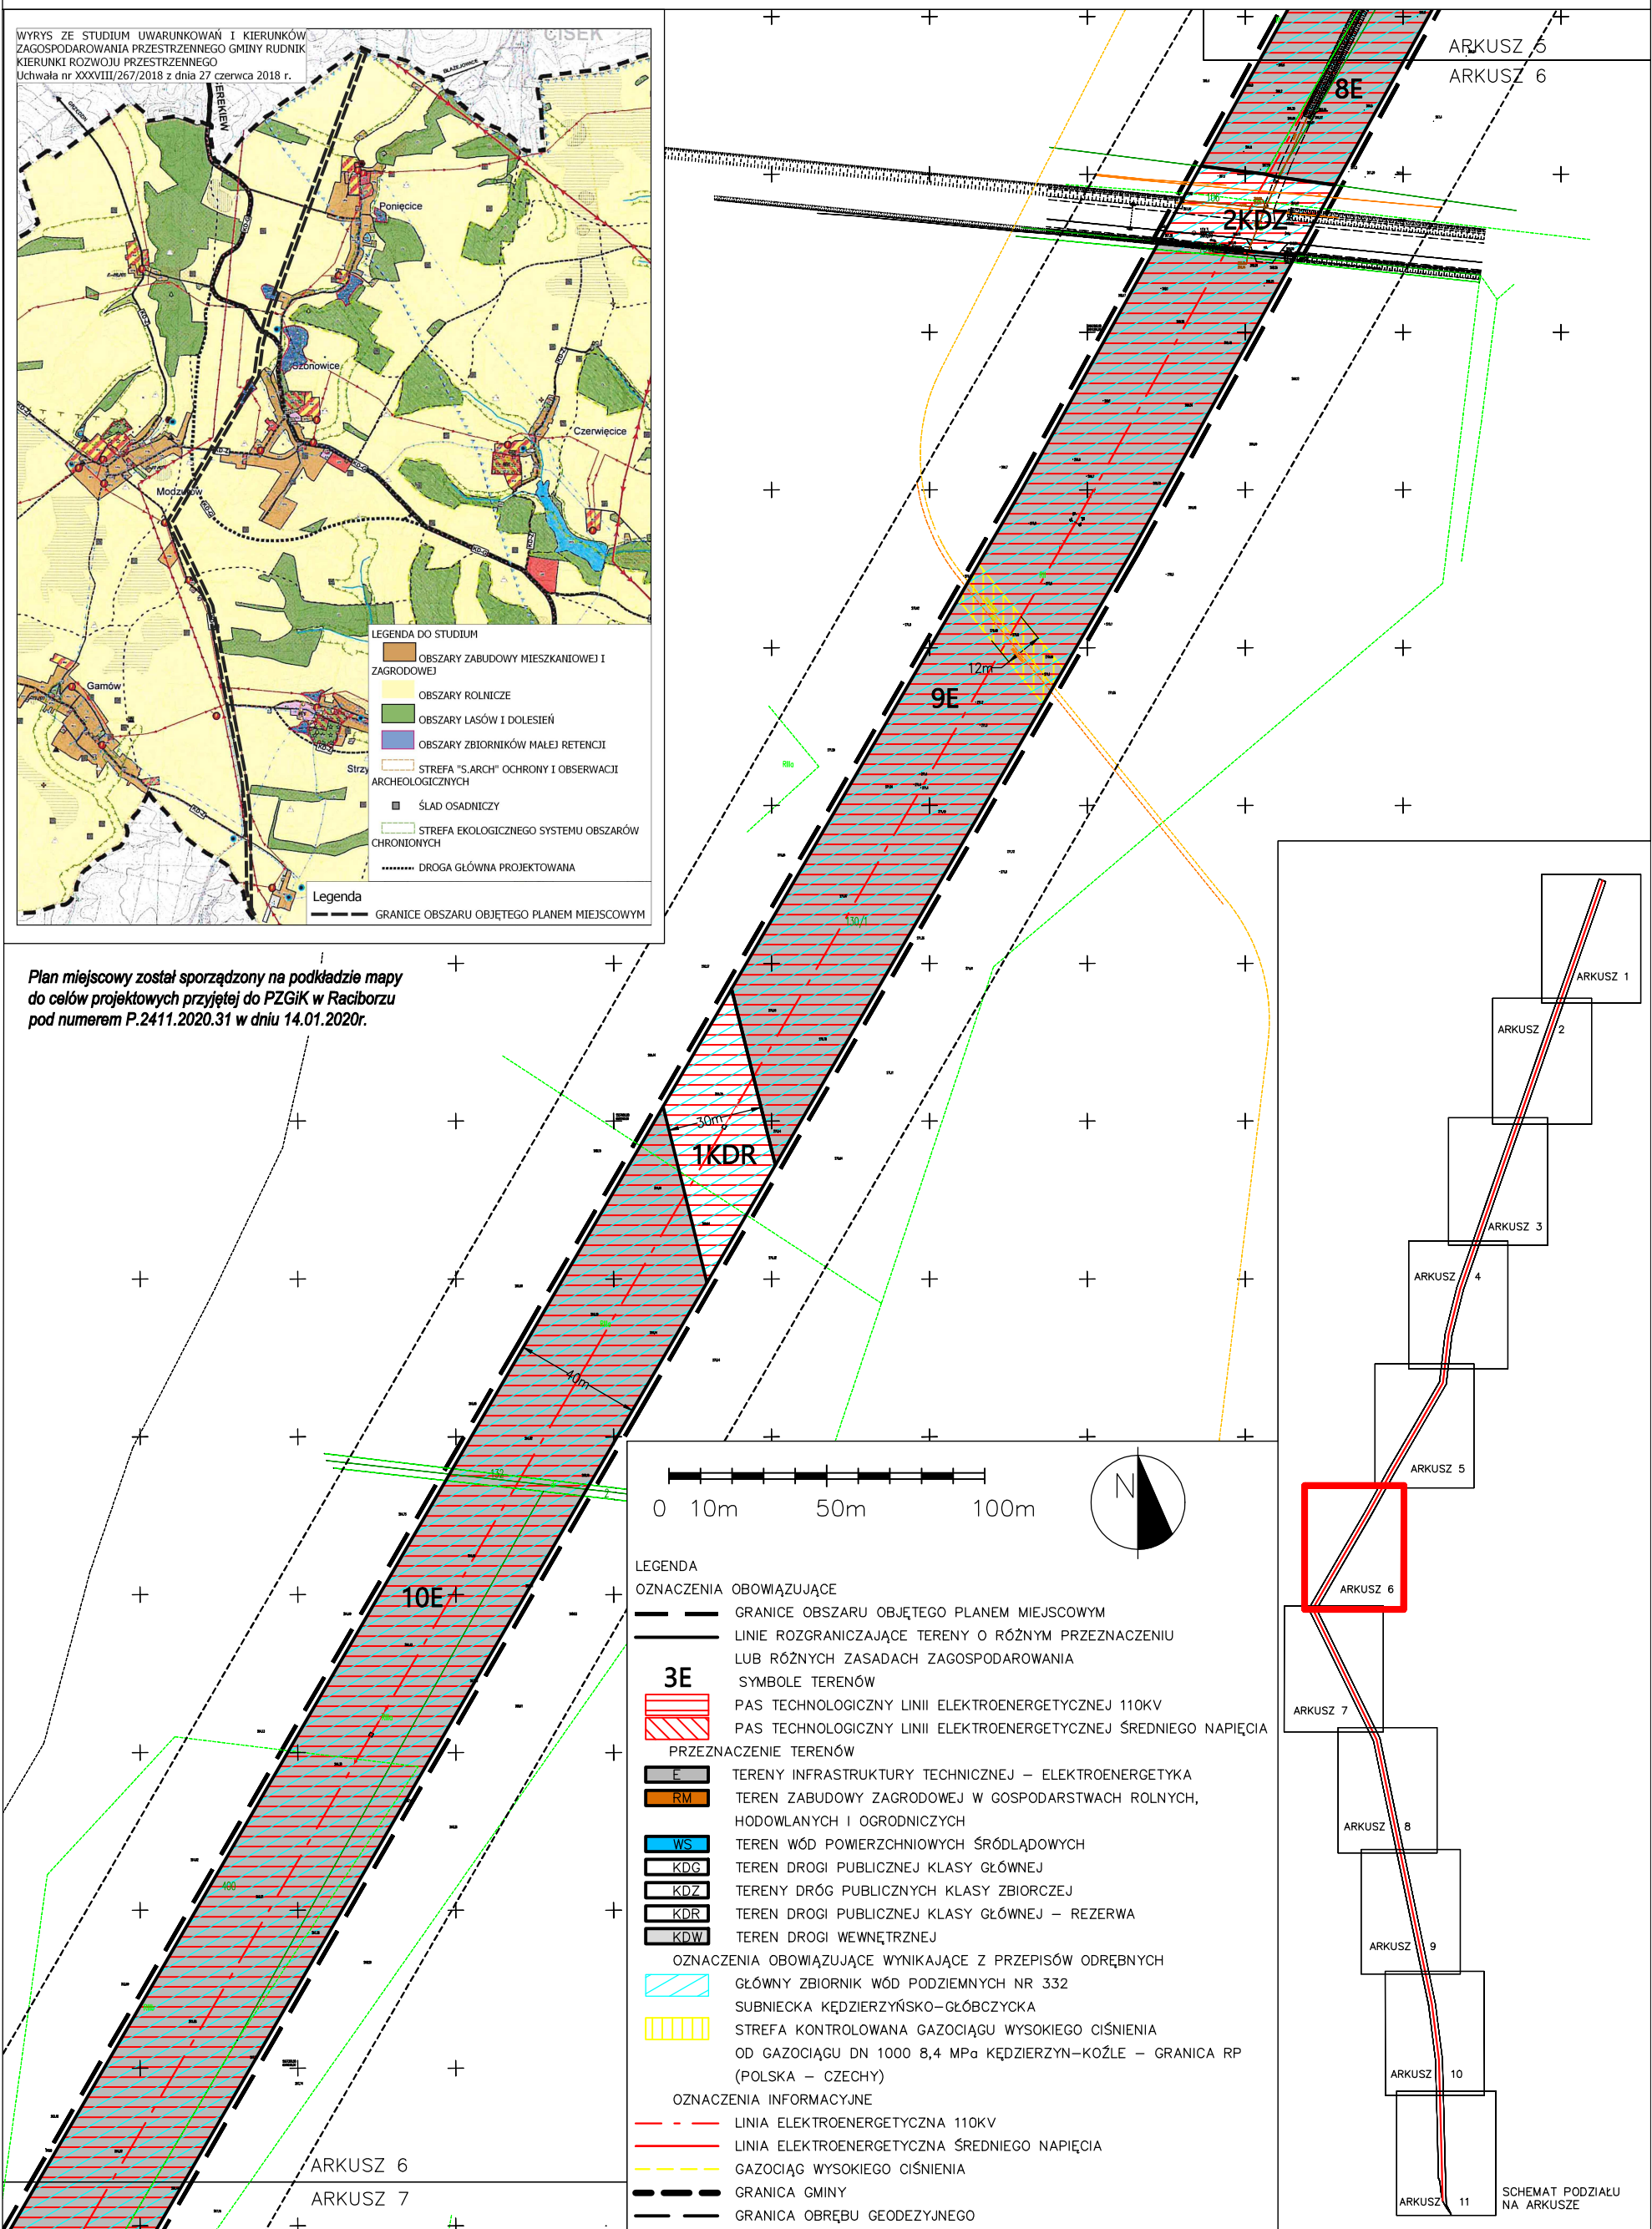 WYRYS ZE STUDIUM UWARUNKOWAŃ I KIERUNKÓW
ZAGOSPODAROWANIA PRZESTRZENNEGO GMINY RUDNIK
KIERUNKI ROZWOJU PRZESTRZENNEGO
Uchwała nr XXXVIII/267/2018 z dnia 27 czerwca 2018 r.
CISEK
Ponięcice
Szonowice
Czerwięcice
Modzurów
Gamów
Strzy
LEGENDA DO STUDIUM
OBSZARY ZABUDOWY MIESZKANIOWEJ I
ZAGRODOWEJ
OBSZARY ROLNICZE
OBSZARY LASÓW I DOLESIEŃ
OBSZARY ZBIORNIKÓW MAŁEJ RETENCJI
STREFA "S.ARCH" OCHRONY I OBSERWACJI
ARCHEOLOGICZNYCH
ŚLAD OSADNICZY
STREFA EKOLOGICZNEGO SYSTEMU OBSZARÓW
CHRONIONYCH
DROGA GŁÓWNA PROJEKTOWANA
Legenda
GRANICE OBSZARU OBJĘTEGO PLANEM MIEJSCOWYM
Plan miejscowy został sporządzony na podkładzie mapy
do celów projektowych przyjętej do PZGiK w Raciborzu
pod numerem P.2411.2020.31 w dniu 14.01.2020r.
ARKUSZ 5
ARKUSZ 6
8E
2KDZ
12m
9E
130/1
30m
1KDR
40m
132
10E
400
ARKUSZ 6
ARKUSZ 7
0 10m 50m 100m
N
LEGENDA
OZNACZENIA OBOWIĄZUJĄCE
GRANICE OBSZARU OBJĘTEGO PLANEM MIEJSCOWYM
LINIE ROZGRANICZAJĄCE TERENY O RÓŻNYM PRZEZNACZENIU
LUB RÓŻNYCH ZASADACH ZAGOSPODAROWANIA
3E SYMBOLE TERENÓW
PAS TECHNOLOGICZNY LINII ELEKTROENERGETYCZNEJ 110KV
PAS TECHNOLOGICZNY LINII ELEKTROENERGETYCZNEJ ŚREDNIEGO NAPIĘCIA
PRZEZNACZENIE TERENÓW
E TERENY INFRASTRUKTURY TECHNICZNEJ – ELEKTROENERGETYKA
RM TEREN ZABUDOWY ZAGRODOWEJ W GOSPODARSTWACH ROLNYCH,
HODOWLANYCH I OGRODNICZYCH
WS TEREN WÓD POWIERZCHNIOWYCH ŚRÓDLĄDOWYCH
KDG TEREN DROGI PUBLICZNEJ KLASY GŁÓWNEJ
KDZ TERENY DRÓG PUBLICZNYCH KLASY ZBIORCZEJ
KDR TEREN DROGI PUBLICZNEJ KLASY GŁÓWNEJ – REZERWA
KDW TEREN DROGI WEWNĘTRZNEJ
OZNACZENIA OBOWIĄZUJĄCE WYNIKAJĄCE Z PRZEPISÓW ODRĘBNYCH
GŁÓWNY ZBIORNIK WÓD PODZIEMNYCH NR 332
SUBNIECKA KĘDZIERZYŃSKO–GŁÓBCZYCKA
STREFA KONTROLOWANA GAZOCIĄGU WYSOKIEGO CIŚNIENIA
OD GAZOCIĄGU DN 1000 8,4 MPa KĘDZIERZYN–KOŹLE – GRANICA RP
(POLSKA – CZECHY)
OZNACZENIA INFORMACYJNE
LINIA ELEKTROENERGETYCZNA 110KV
LINIA ELEKTROENERGETYCZNA ŚREDNIEGO NAPIĘCIA
GAZOCIĄG WYSOKIEGO CIŚNIENIA
GRANICA GMINY
GRANICA OBRĘBU GEODEZYJNEGO
ARKUSZ 1
ARKUSZ 2
ARKUSZ 3
ARKUSZ 4
ARKUSZ 5
ARKUSZ 6
ARKUSZ 7
ARKUSZ 8
ARKUSZ 9
ARKUSZ 10
ARKUSZ 11
SCHEMAT PODZIAŁU
NA ARKUSZE